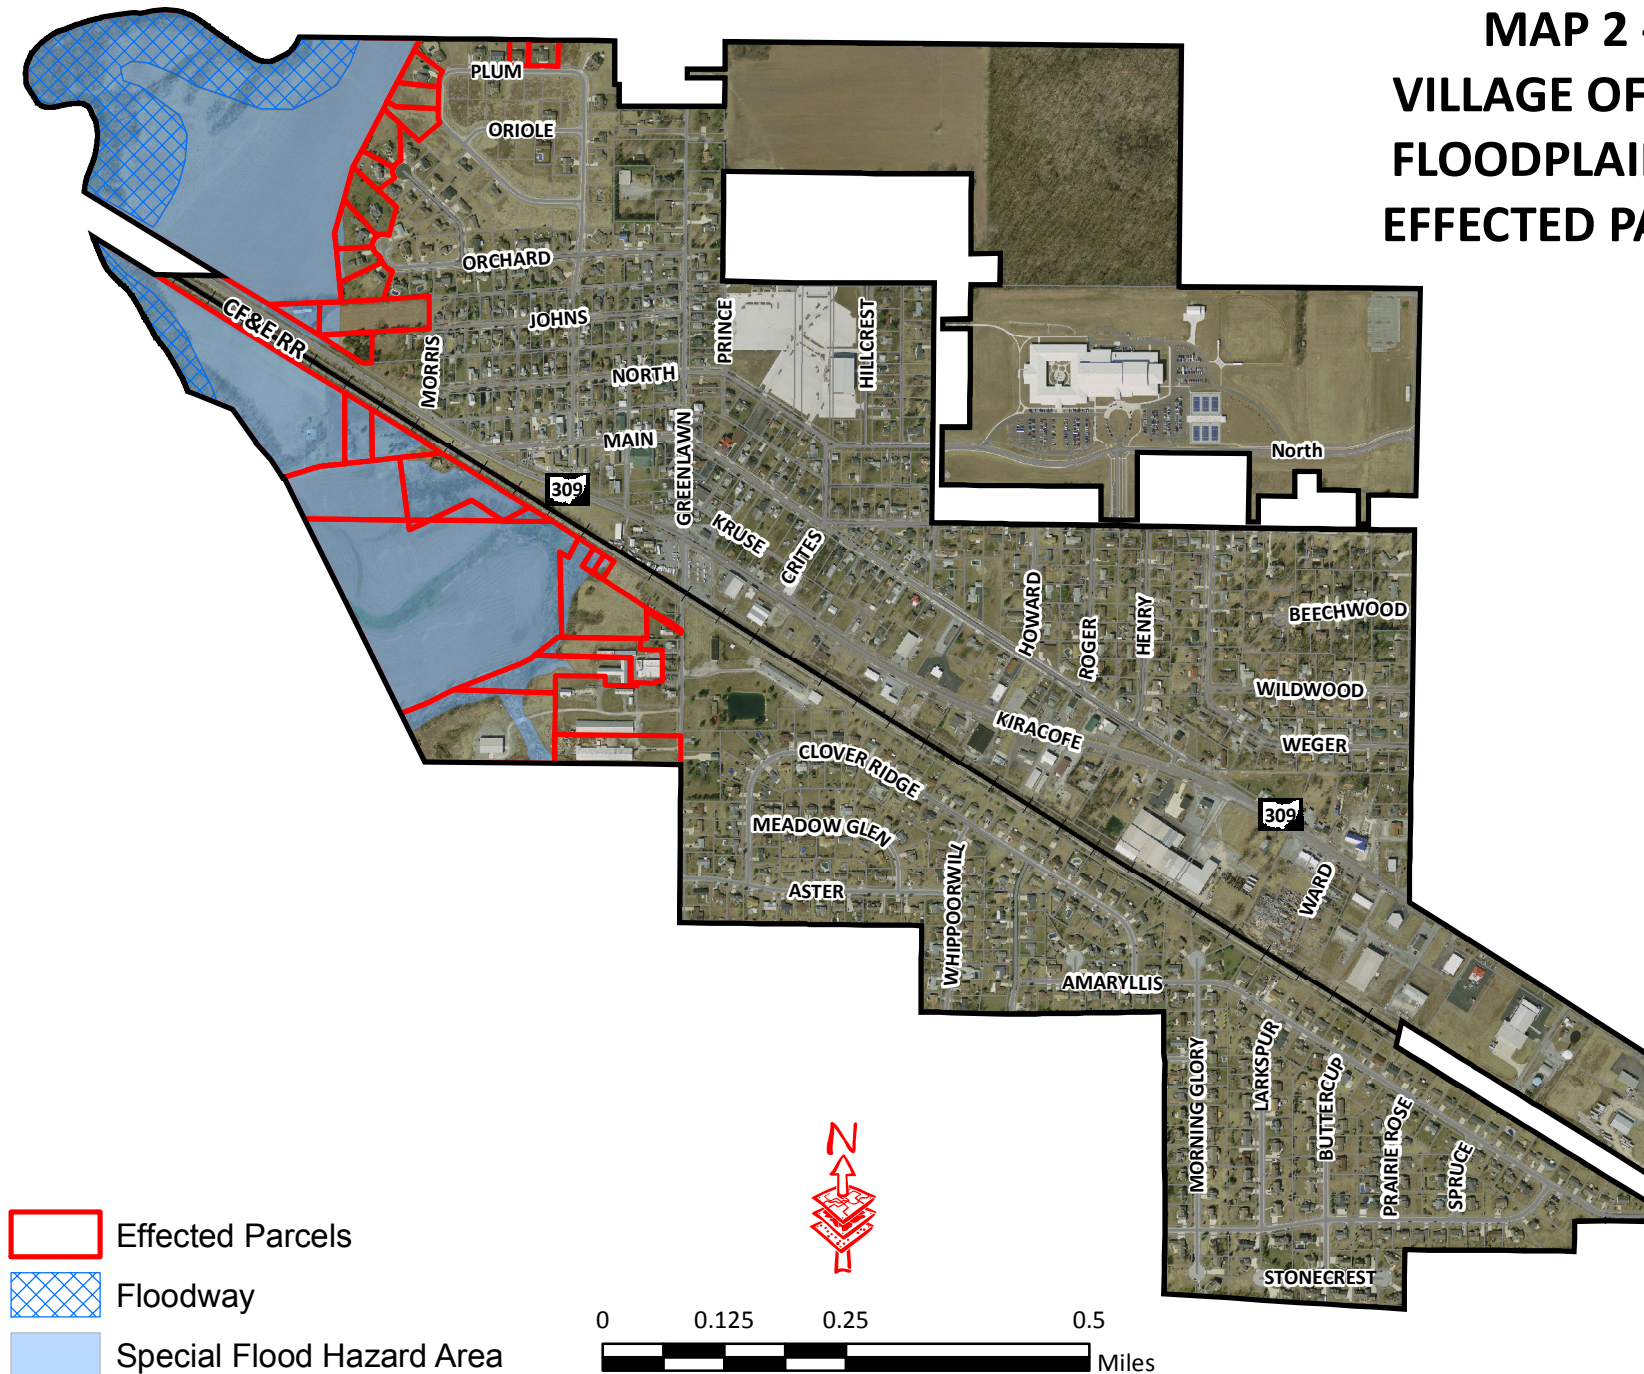 MAP 2 -
VILLAGE OF
FLOODPLAI
EFFECTED PA
PLUM
ORIOLE
ORCHARD
JOHNS
CF&E RR
MORRIS
PRINCE
HILLCREST
NORTH
MAIN
GREENLAWN
309
North
KRUSE
CRITES
HOWARD
ROGER
HENRY
BEECHWOOD
WILDWOOD
WEGER
KIRACOFE
CLOVER RIDGE
MEADOW GLEN
ASTER
WHIPPOORWILL
309
WARD
AMARYLLIS
MORNING GLORY
LARKSPUR
BUTTERCUP
PRAIRIE ROSE
SPRUCE
STONECREST
N
Effected Parcels
Floodway
Special Flood Hazard Area
0 0.125 0.25 0.5
Miles